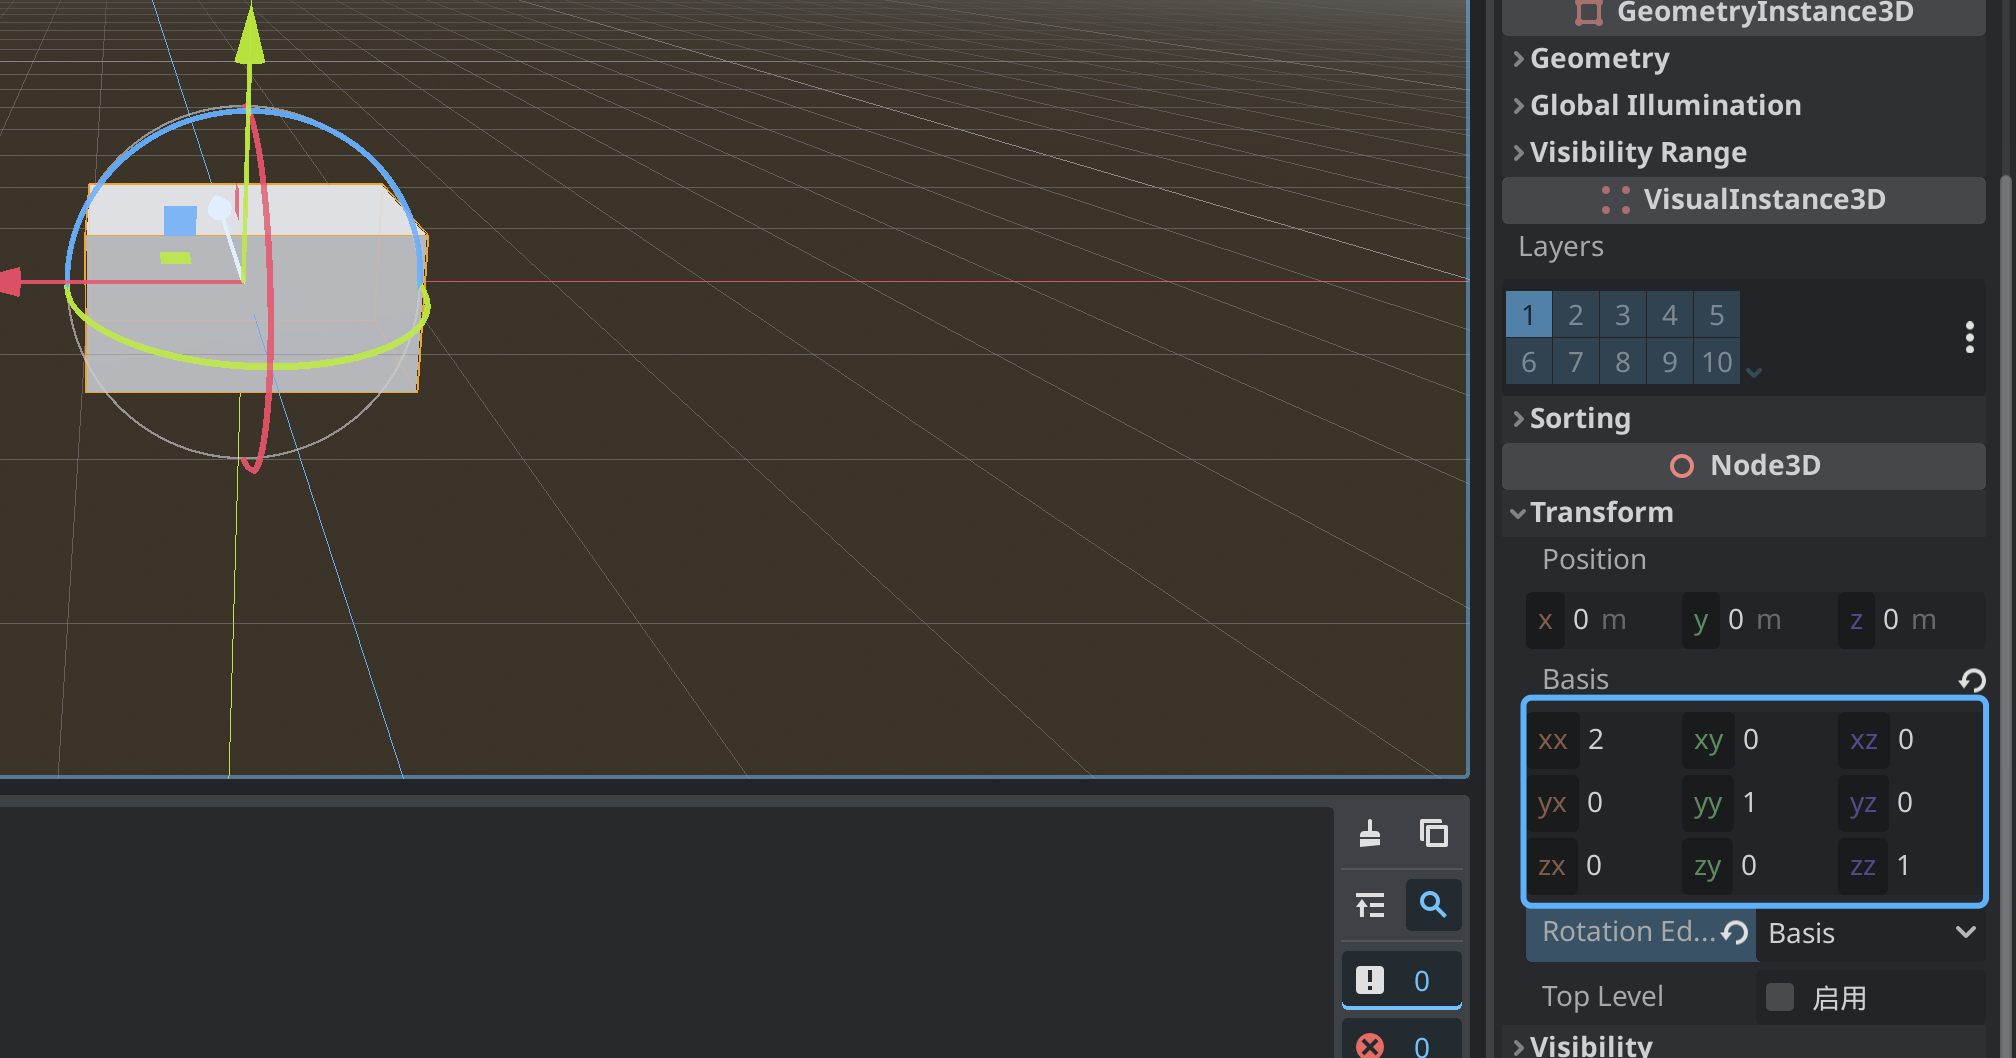 GeometryInstance3D
Geometry
Global Illumination
Visibility Range
VisualInstance3D
Layers
1 2 3 4 5
6 7 8 9 10
Sorting
Node3D
Transform
Position
x 0 m y 0 m z 0 m
Basis
xx 2 xy 0 xz 0
yx 0 yy 1 yz 0
zx 0 zy 0 zz 1
Rotation Ed... Basis
0
Top Level 启用
0
Visibility